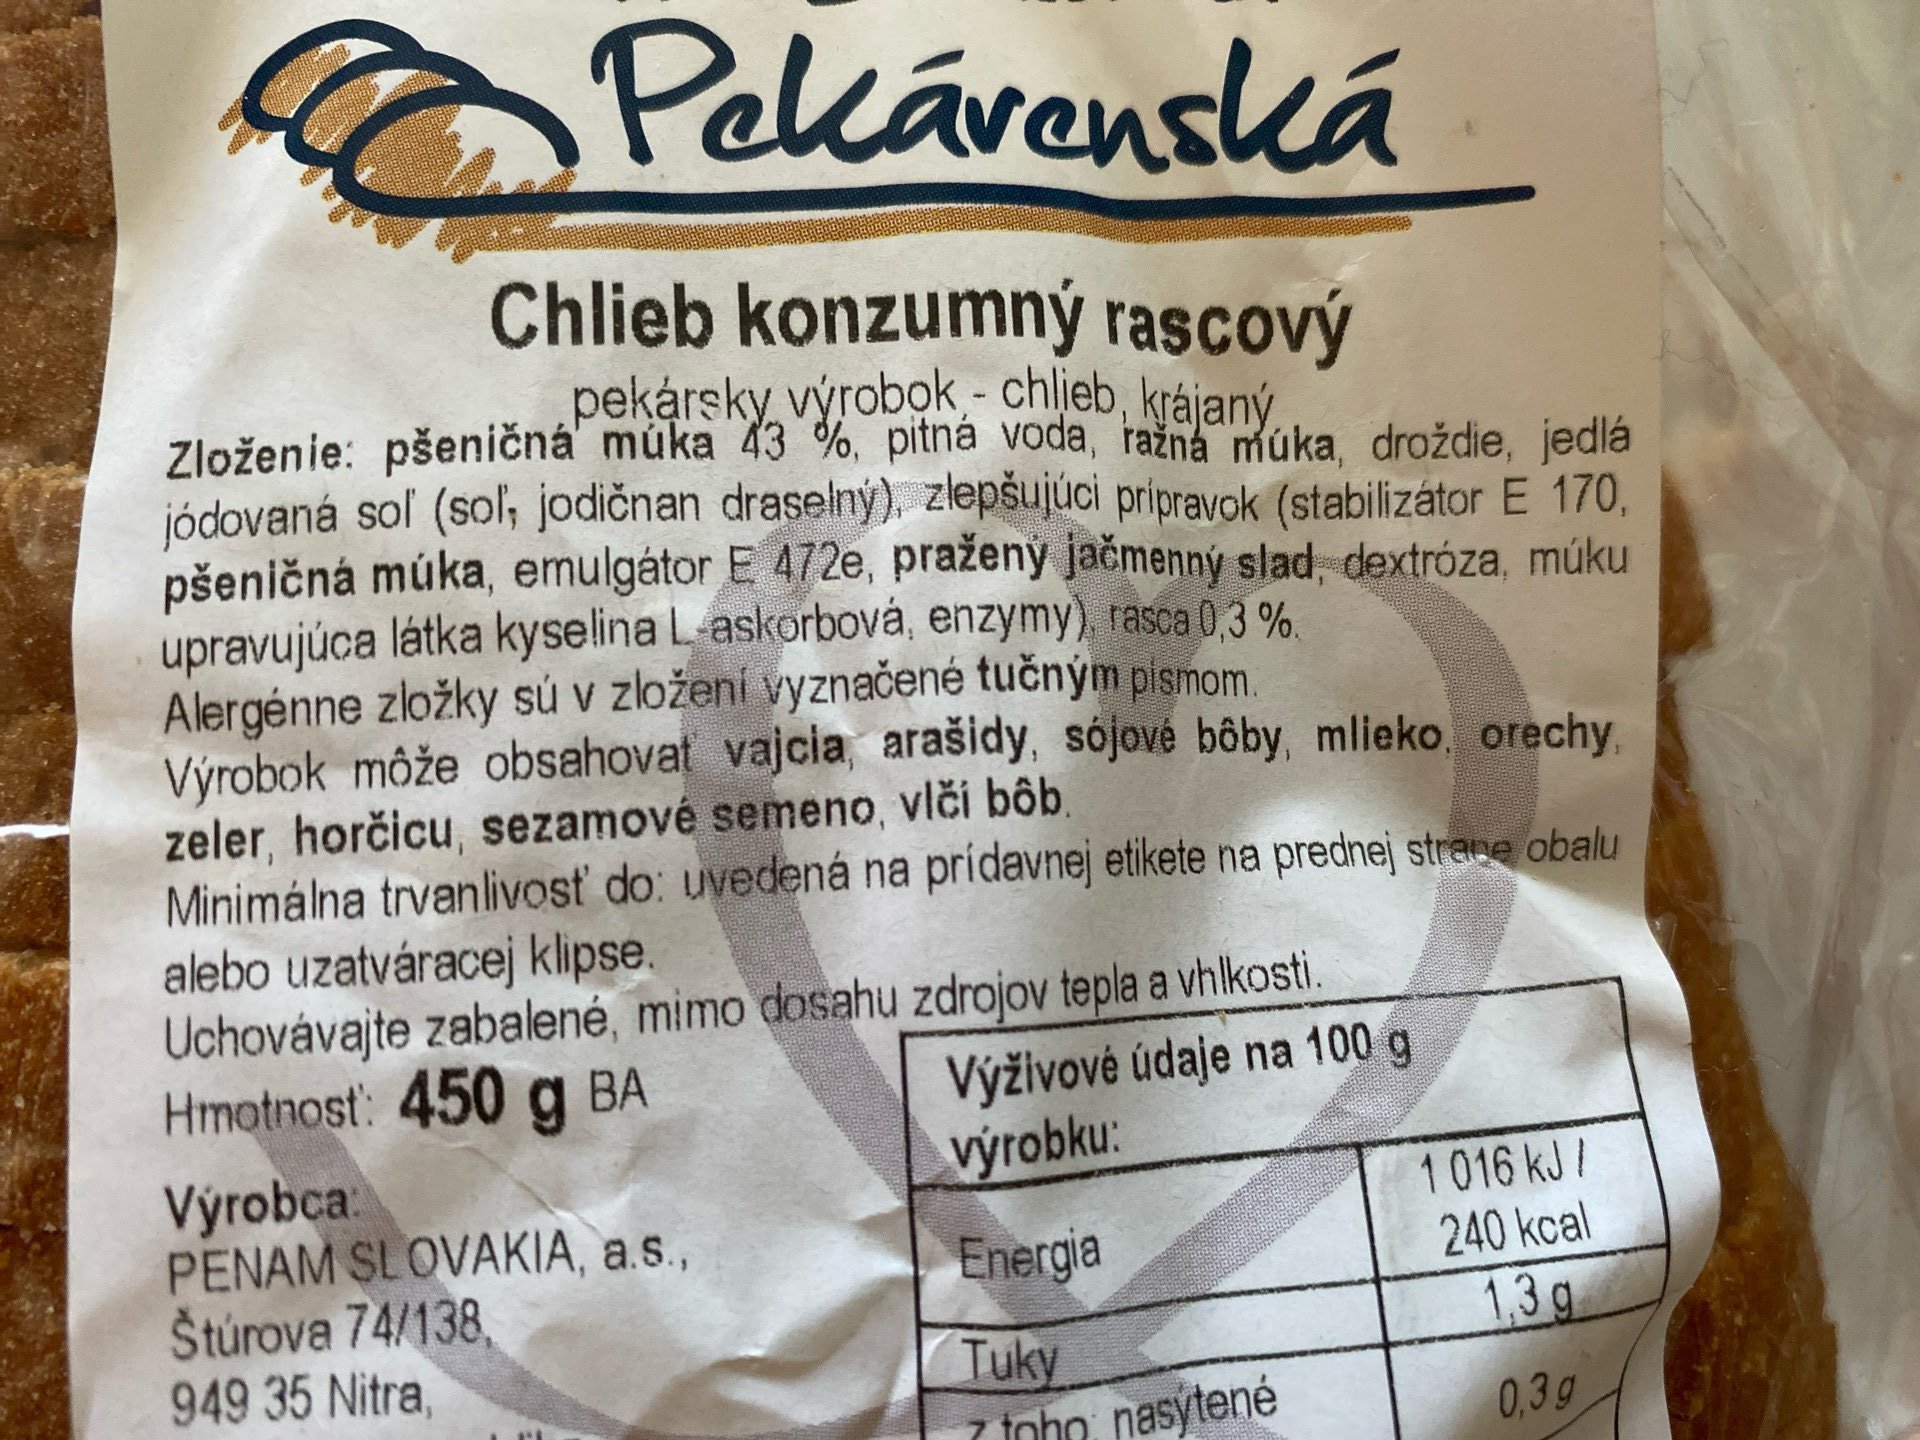 Pekárenská
Chlieb konzumný rascový
pekársky výrobok - chlieb, krájaný
Zloženie: pšeničná múka 43 %, pitná voda, ražná múka, droždie, jedlá
jódovaná soľ (soľ, jodičnan draselný), zlepšujúci prípravok (stabilizátor E 170,
pšeničná múka, emulgátor E 472e, pražený jačmenný slad, dextróza, múku
upravujúca látka kyselina L-askorbová, enzymy), rasca 0,3 %.
Alergénne zložky sú v zložení vyznačené tučným písmom.
Výrobok môže obsahovať vajcia, arašidy, sójové bôby, mlieko, orechy,
zeler, horčicu, sezamové semeno, vlčí bôb.
Minimálna trvanlivosť do: uvedená na prídavnej etikete na prednej strane obalu
alebo uzatváracej klipse.
Uchovávajte zabalené, mimo dosahu zdrojov tepla a vhlkosti.
Hmotnosť: 450 g BA
Výrobca:
PENAM SLOVAKIA, a.s.,
Štúrova 74/138,
949 35 Nitra,
Výživové údaje na 100 g
výrobku:
Energia 1 016 kJ /
240 kcal
Tuky 1,3 g
z toho: nasýtené 0,3 g